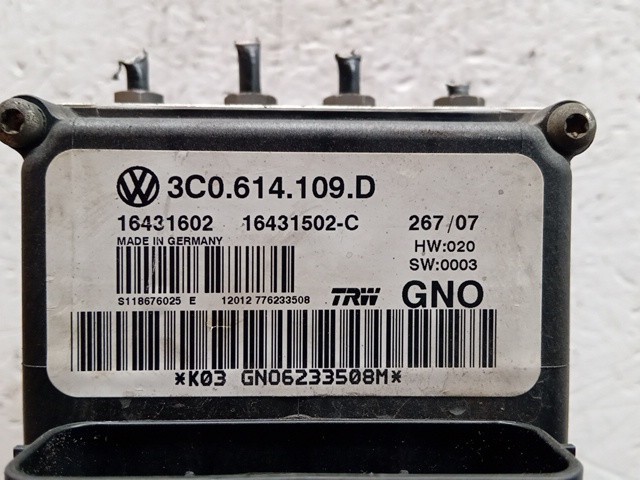 3C0.614.109.D
16431602 16431502-C 267/07
MADE IN GERMANY HW:020
SW:0003
S118676025 E 12012 776233508 TRW GNO
*K03 GNO6233508M*